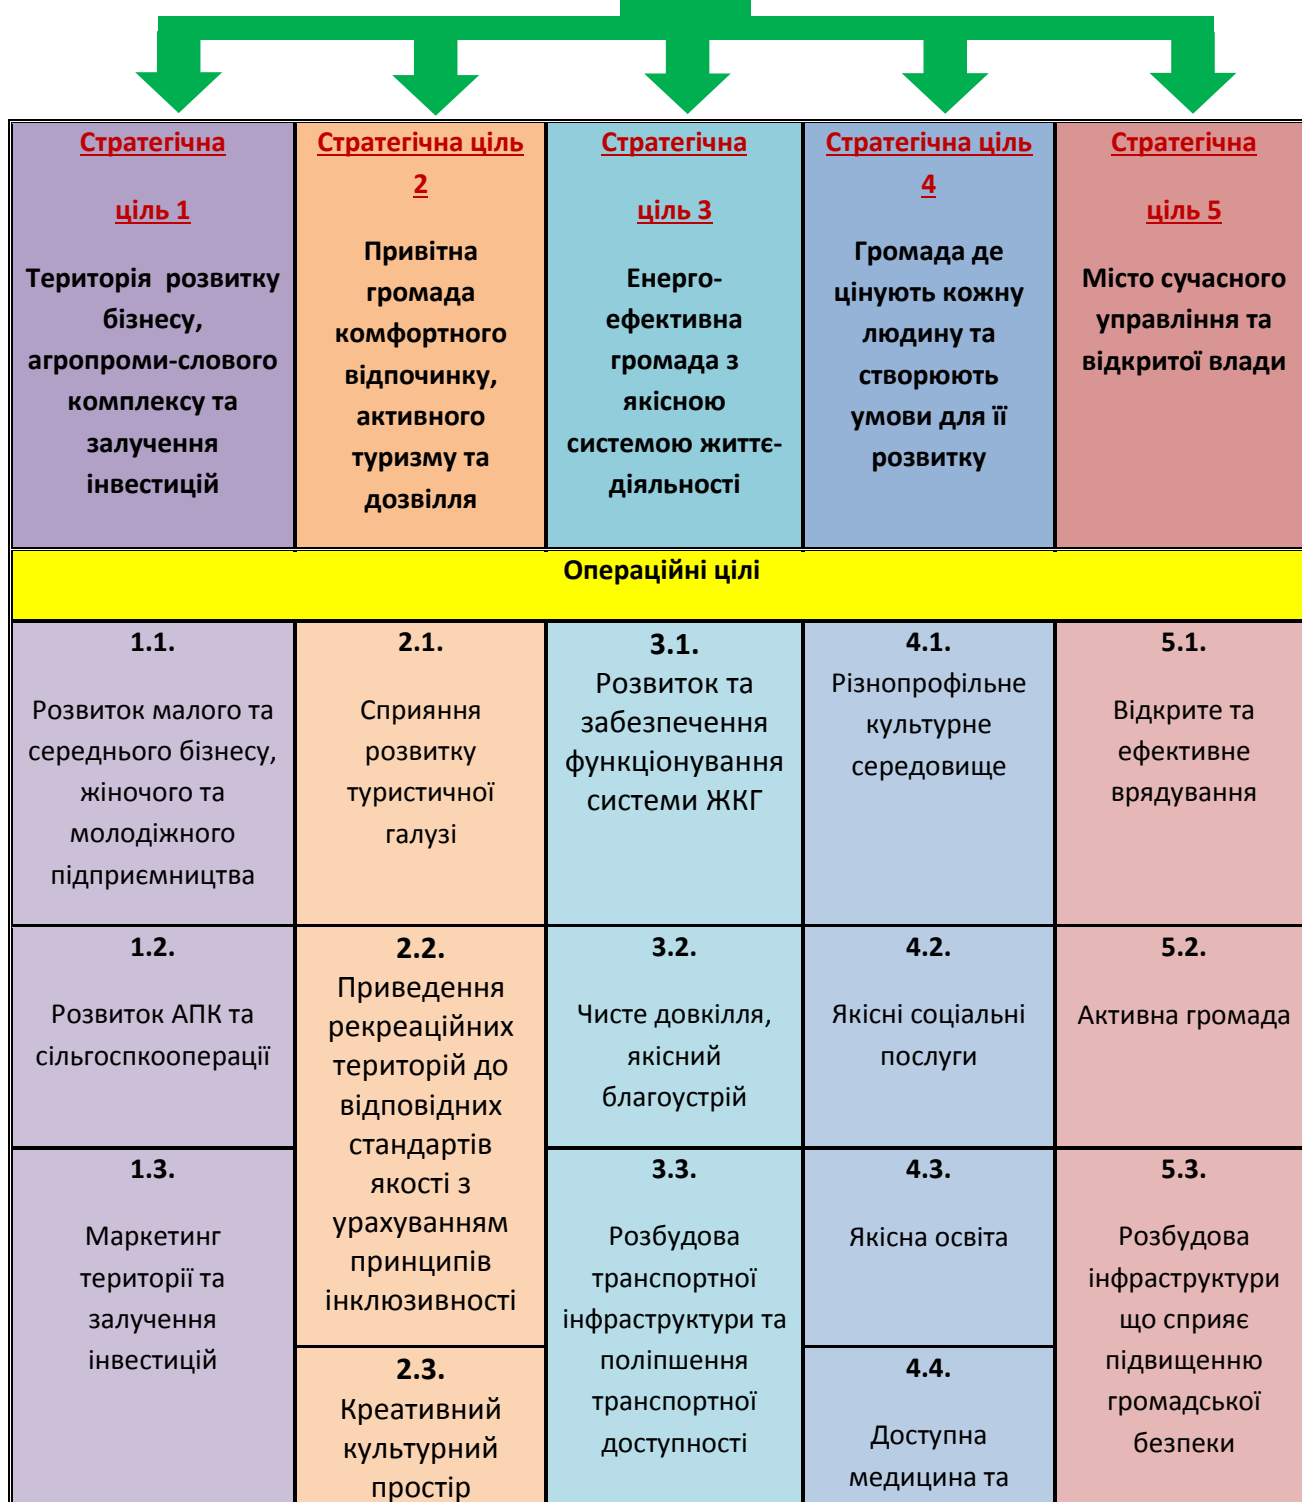 Стратегічна
ціль 1
Територія розвитку
бізнесу,
агропроми-слового
комплексу та
залучення
інвестицій
Стратегічна ціль
2
Привітна
громада
комфортного
відпочинку,
активного
туризму та
дозвілля
Стратегічна
ціль 3
Енерго-
ефективна
громада з
якісною
системою життє-
діяльності
Стратегічна ціль
4
Громада де
цінують кожну
людину та
створюють
умови для її
розвитку
Стратегічна
ціль 5
Місто сучасного
управління та
відкритої влади
Операційні цілі
1.1.
Розвиток малого та
середнього бізнесу,
жіночого та
молодіжного
підприємництва
2.1.
Сприяння
розвитку
туристичної
галузі
3.1.
Розвиток та
забезпечення
функціонування
системи ЖКГ
4.1.
Різнопрофільне
культурне
середовище
5.1.
Відкрите та
ефективне
врядування
1.2.
Розвиток АПК та
сільгоспкооперації
2.2.
Приведення
рекреаційних
територій до
відповідних
стандартів
якості з
урахуванням
принципів
інклюзивності
3.2.
Чисте довкілля,
якісний
благоустрій
4.2.
Якісні соціальні
послуги
5.2.
Активна громада
1.3.
Маркетинг
території та
залучення
інвестицій
2.3.
Креативний
культурний
простір
3.3.
Розбудова
транспортної
інфраструктури та
поліпшення
транспортної
доступності
4.3.
Якісна освіта
4.4.
Доступна
медицина та
5.3.
Розбудова
інфраструктури
що сприяє
підвищенню
громадської
безпеки